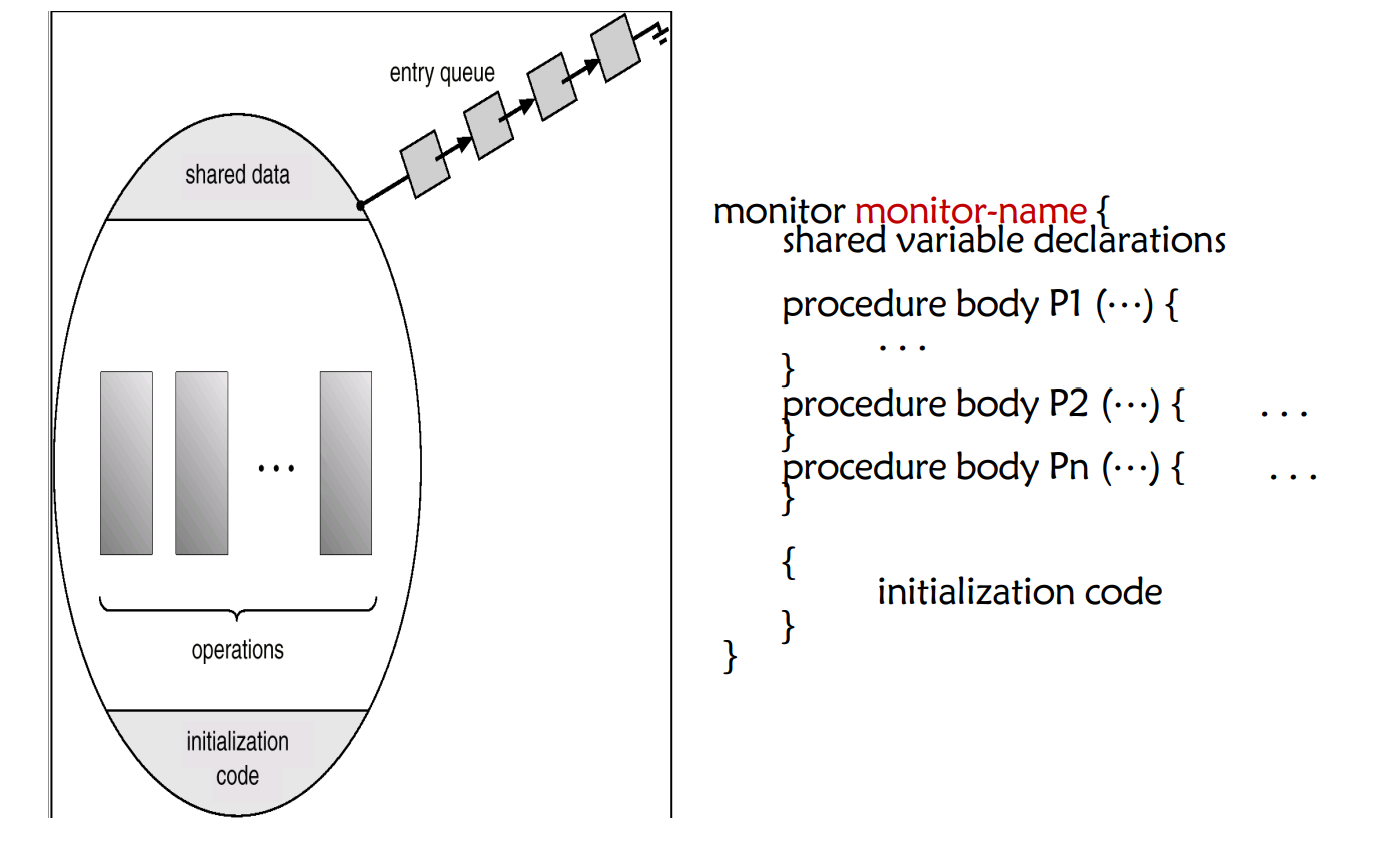 entry queue
shared data
...
operations
initialization
code
monitor monitor-name {
shared variable declarations
procedure body P1 (…) {
. . .
}
procedure body P2 (…) { . . .
}
procedure body Pn (…) { . . .
}
{
initialization code
}
}